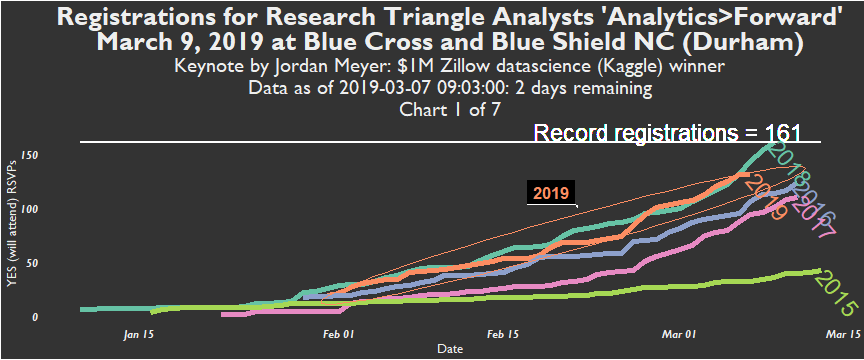 Registrations for Research Triangle Analysts 'Analytics>Forward'
March 9, 2019 at Blue Cross and Blue Shield NC (Durham)
Keynote by Jordan Meyer: $1M Zillow datascience (Kaggle) winner
Data as of 2019-03-07 09:03:00: 2 days remaining
Chart 1 of 7
Record registrations = 161
YES (will attend) RSVPs
150
100
50
0
2019
2018
2019
2016
2017
2015
Jan 15
Feb 01
Feb 15
Mar 01
Mar 15
Date